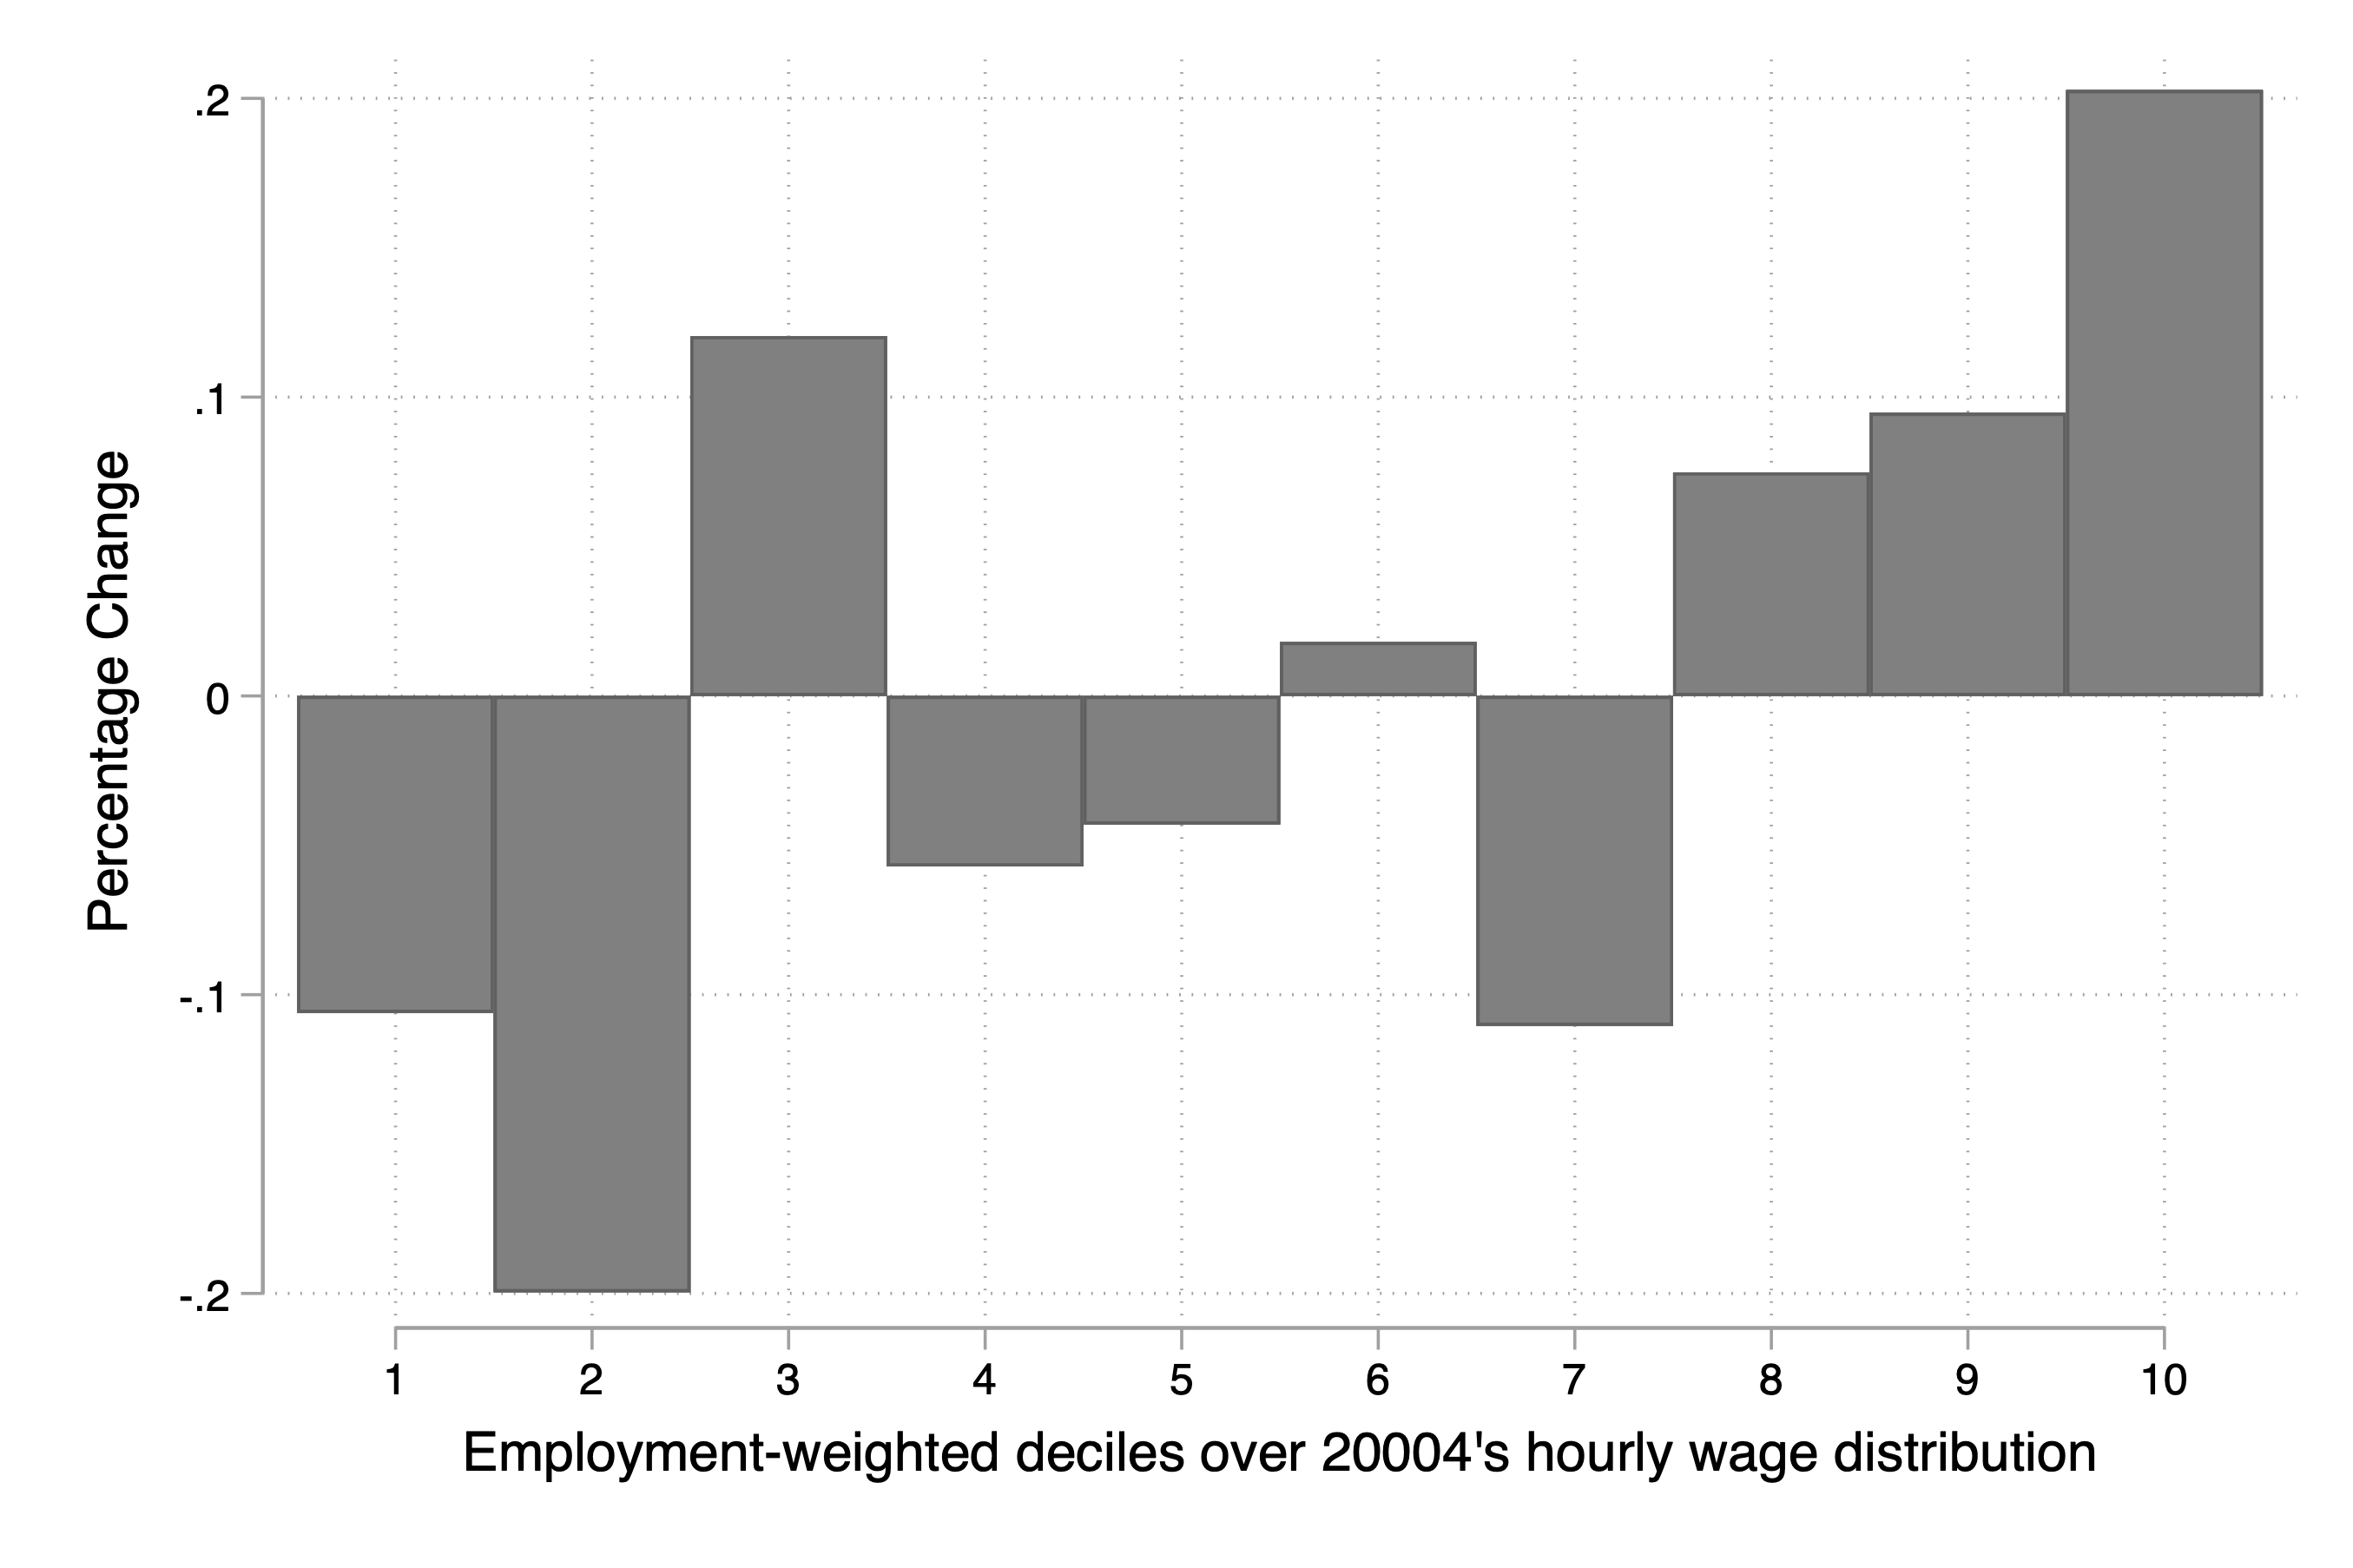 Percentage Change
.2
.1
0
-.1
-.2
1 2 3 4 5 6 7 8 9 10
Employment-weighted deciles over 20004's hourly wage distribution